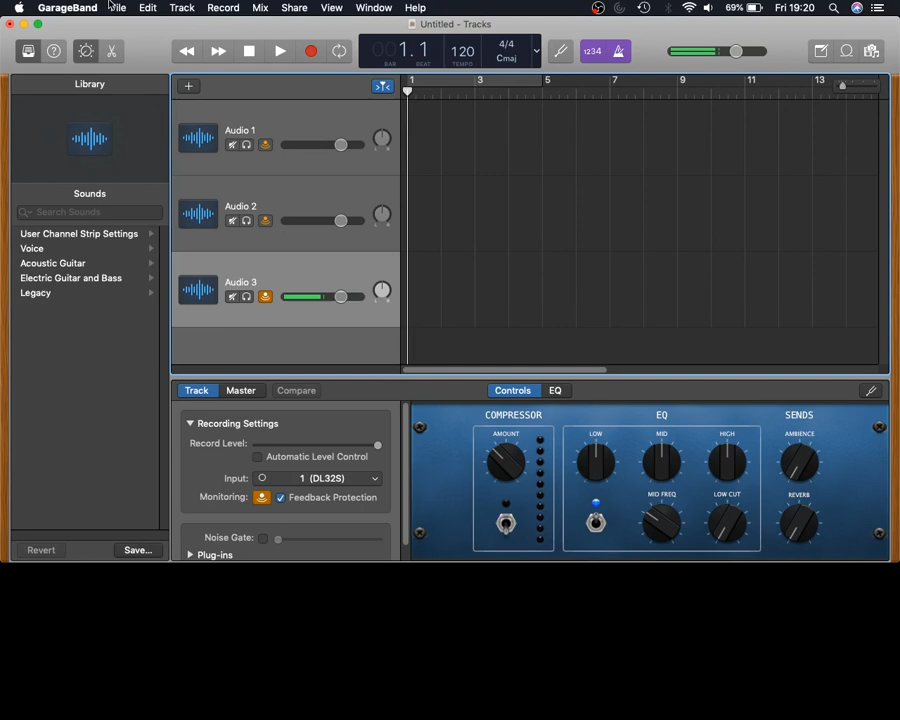 GarageBand File Edit Track Record Mix Share View Window Help 69% Fri 19:20
Untitled - Tracks
1.1 120 4/4 Cmaj 1234
BAR BEAT TEMPO
Library
1 3 5 7 9 11 13
Audio 1
L R
Sounds
Search Sounds
Audio 2
L R
User Channel Strip Settings
Voice
Acoustic Guitar
Electric Guitar and Bass
Legacy
Audio 3
L R
Track Master Compare Controls EQ
Recording Settings
Record Level:
Automatic Level Control
Input: 1 (DL32S)
Monitoring: Feedback Protection
Noise Gate:
Plug-ins
Revert Save...
COMPRESSOR EQ SENDS
AMOUNT LOW MID HIGH AMBIENCE
MID FREQ LOW CUT REVERB